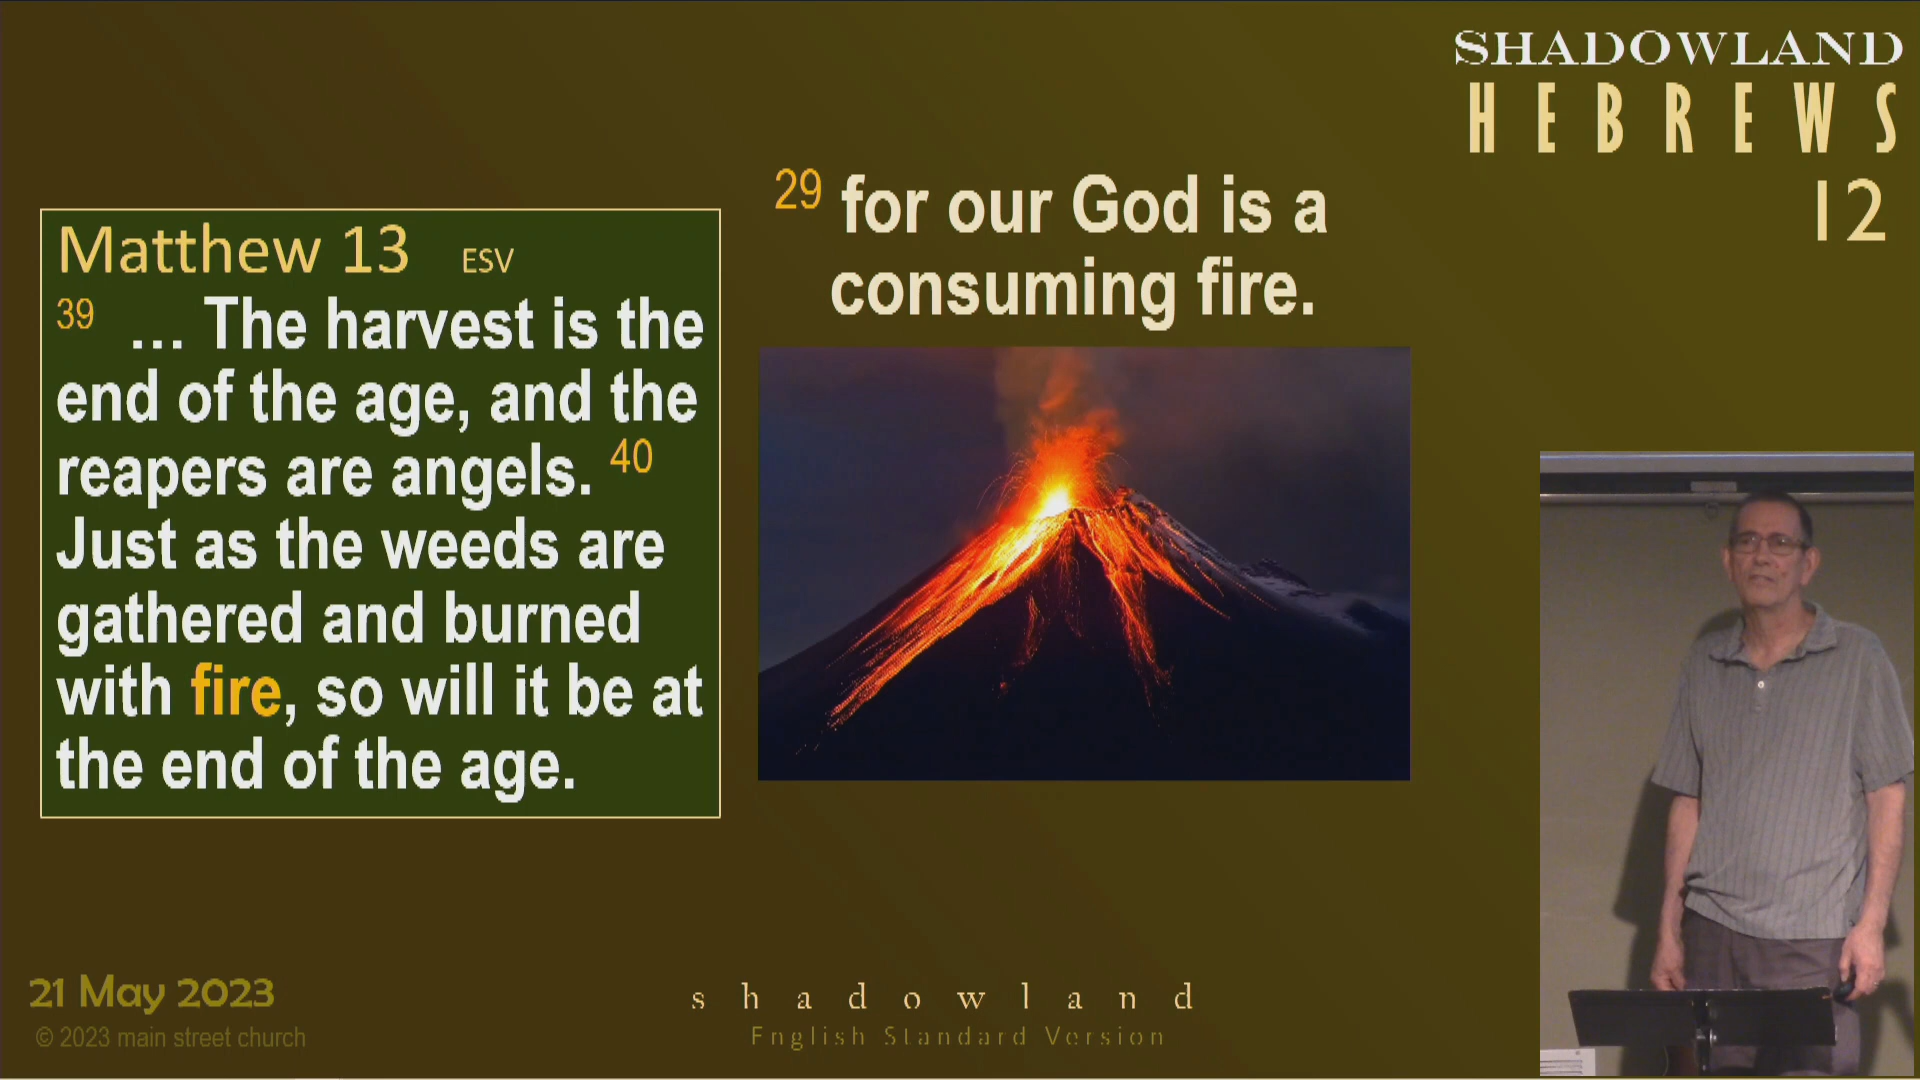 SHADOWLAND
HEBREWS
12
Matthew 13 ESV
39 ... The harvest is the
end of the age, and the
reapers are angels. 40
Just as the weeds are
gathered and burned
with fire, so will it be at
the end of the age.
29 for our God is a
consuming fire.
21 May 2023
© 2023 main street church
shadowland
English Standard Version